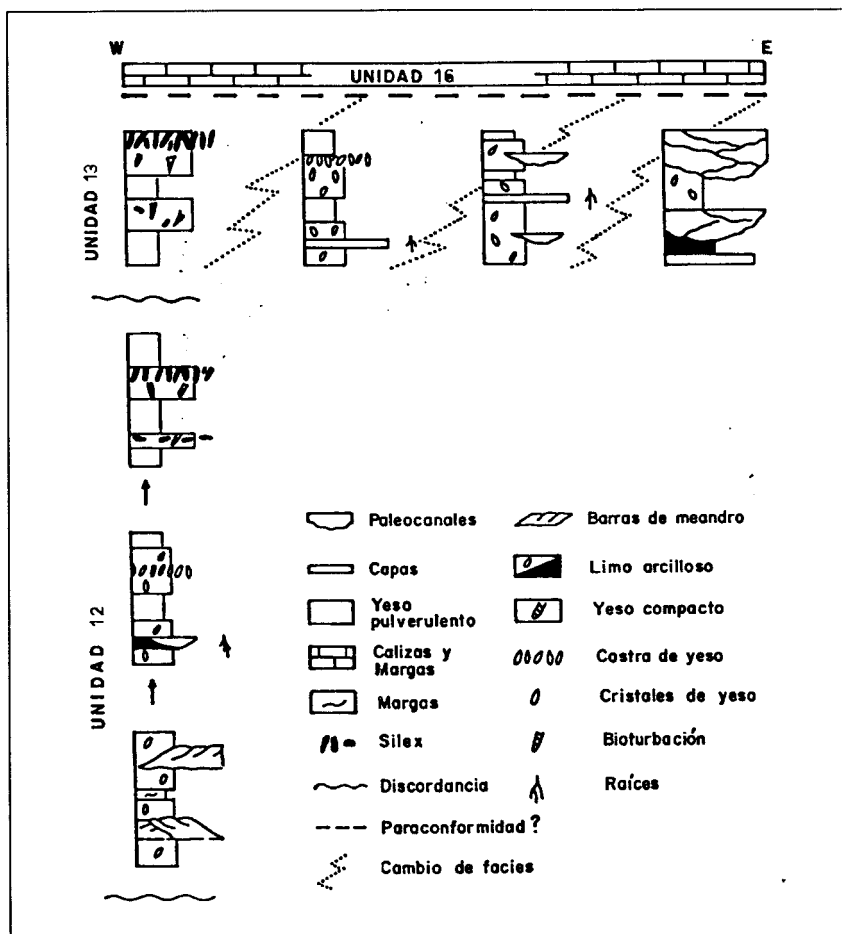 W
E
UNIDAD 16
UNIDAD 13
UNIDAD 12
Paleocanales
Capas
Yeso
pulverulento
Calizas y
Margas
Margas
Silex
Discordancia
Paraconformidad ?
Cambio de facies
Barras de meandro
Limo arcilloso
Yeso compacto
Costra de yeso
Cristales de yeso
Bioturbación
Raíces